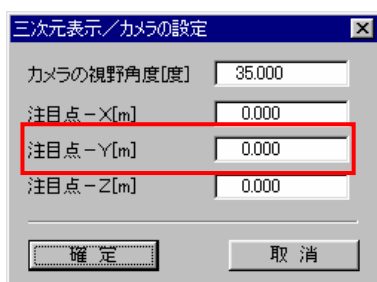 三次元表示／カメラの設定
カメラの視野角度[度] 35.000
注目点－X[m] 0.000
注目点－Y[m] 0.000
注目点－Z[m] 0.000
確 定 取 消